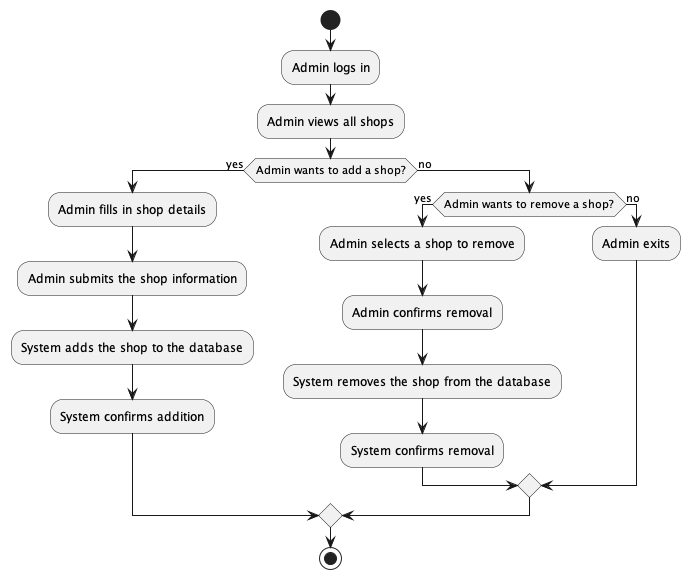 Admin logs in
Admin views all shops
yes
Admin wants to add a shop?
no
Admin fills in shop details
Admin submits the shop information
System adds the shop to the database
System confirms addition
yes
Admin wants to remove a shop?
no
Admin selects a shop to remove
Admin confirms removal
System removes the shop from the database
System confirms removal
Admin exits